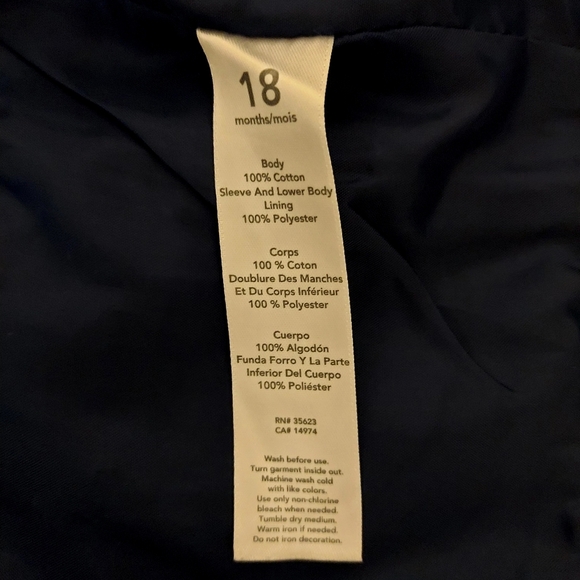 18
months/mois
Body
100% Cotton
Sleeve And Lower Body
Lining
100% Polyester
Corps
100 % Coton
Doublure Des Manches
Et Du Corps Inférieur
100 % Polyester
Cuerpo
100% Algodón
Funda Forro Y La Parte
Inferior Del Cuerpo
100% Poliéster
RN# 35623
CA# 14974
Wash before use.
Turn garment inside out.
Machine wash cold
with like colors.
Use only non-chlorine
bleach when needed.
Tumble dry medium.
Warm iron if needed.
Do not iron decoration.